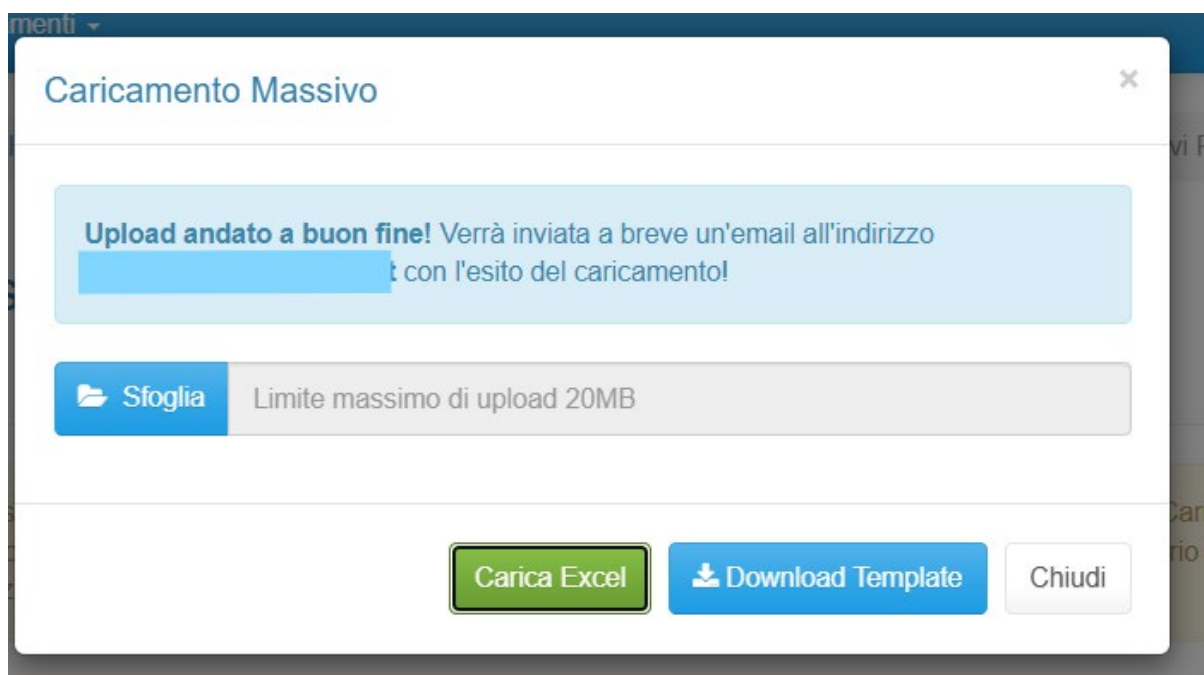 menti
Caricamento Massivo
×
Upload andato a buon fine! Verrà inviata a breve un'email all'indirizzo
t con l'esito del caricamento!
Sfoglia
Limite massimo di upload 20MB
Carica Excel
Download Template
Chiudi